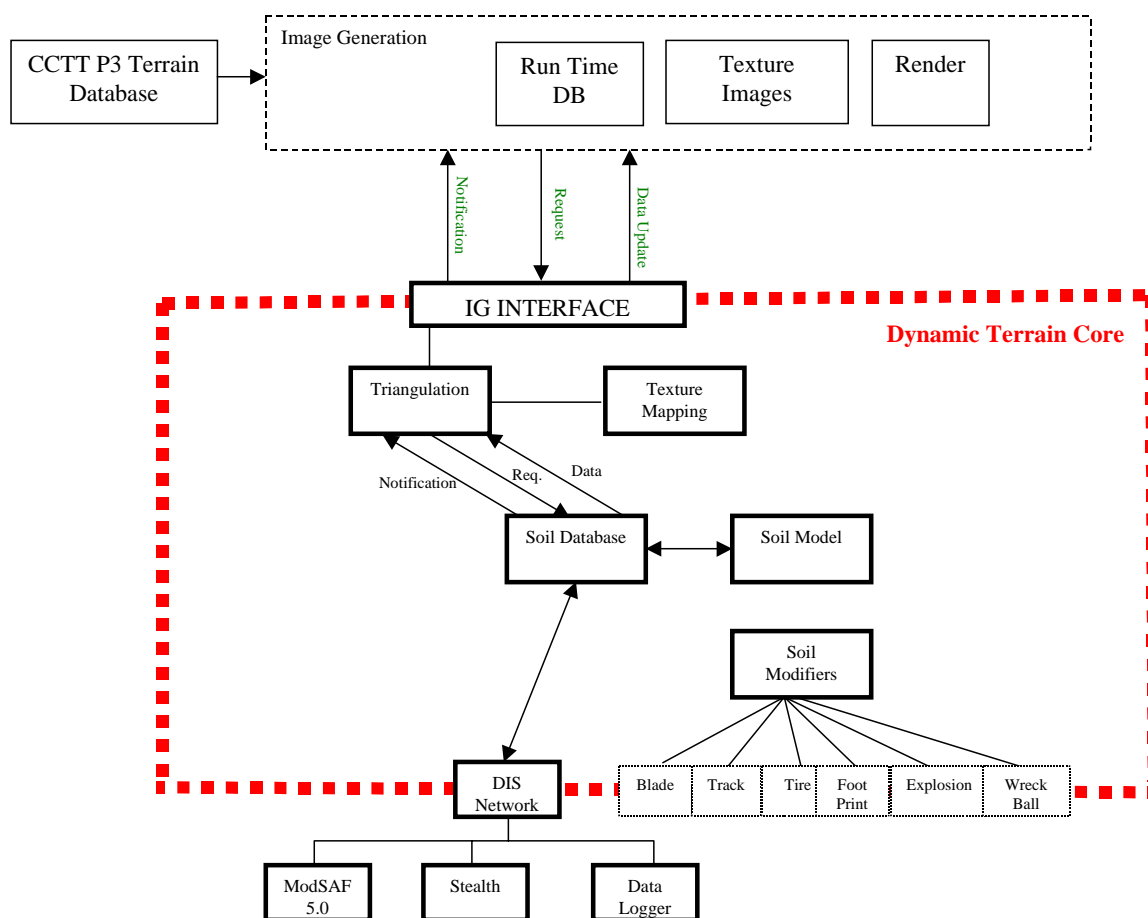 Image Generation
CCTT P3 Terrain
Database
Run Time
DB
Texture
Images
Render
Notification
Request
Data Update
IG INTERFACE
Dynamic Terrain Core
Triangulation
Texture
Mapping
Notification
Req.
Data
Soil Database
Soil Model
Soil
Modifiers
Blade
Track
Tire
Foot
Print
Explosion
Wreck
Ball
DIS
Network
ModSAF
5.0
Stealth
Data
Logger